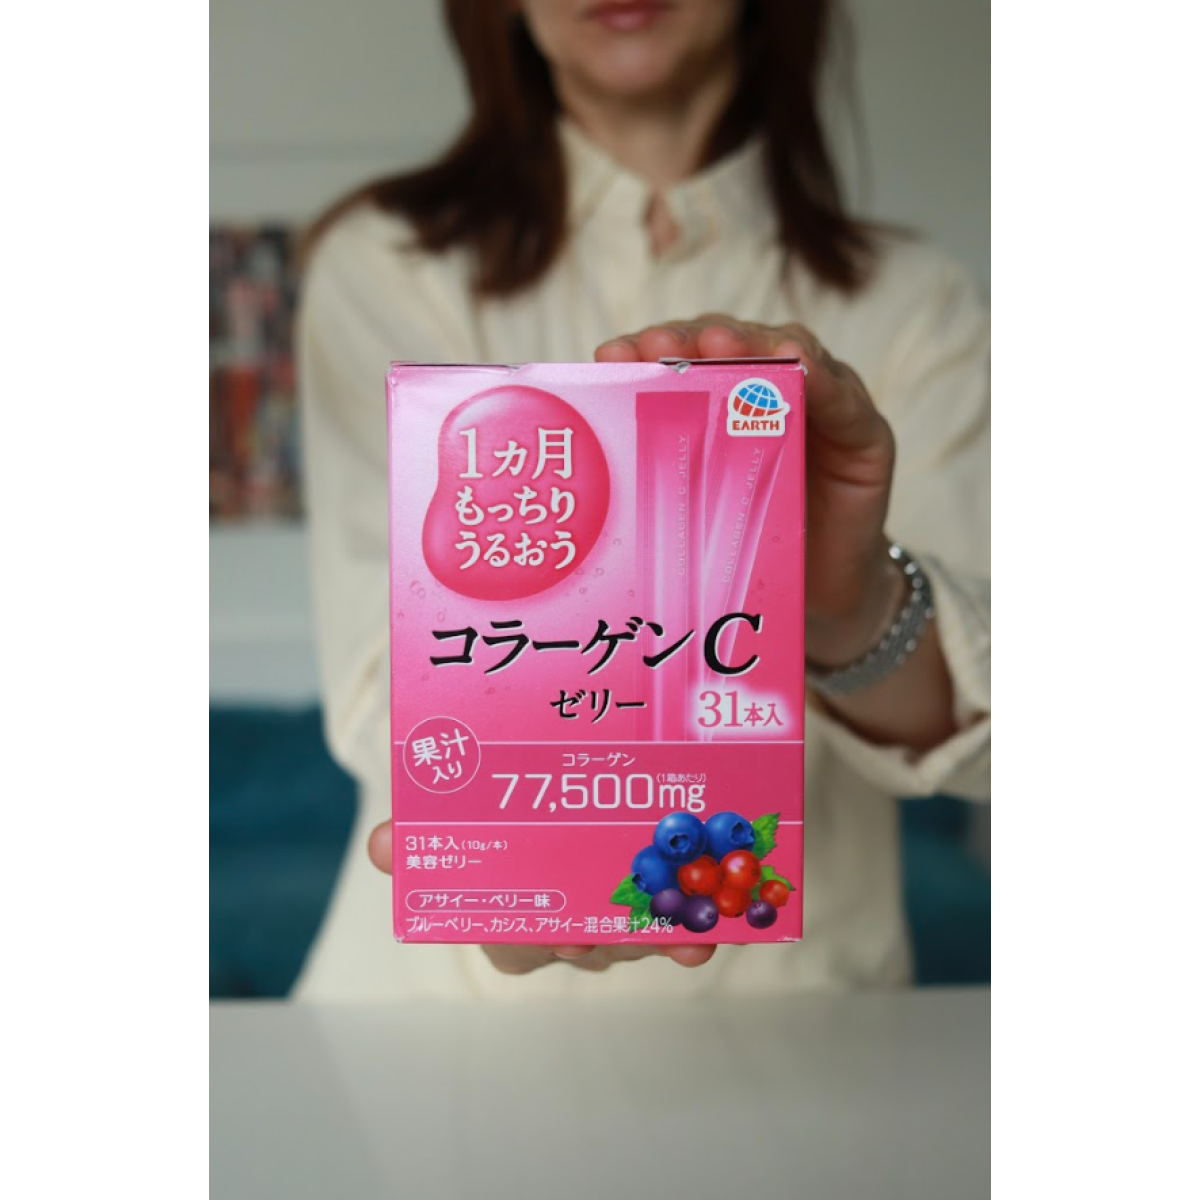 1ヵ月
もっちり
うるおう
EARTH
COLLAGEN C JELLY
COLLAGEN C JELLY
コラーゲンC
ゼリー
31本入
果汁
入り
コラーゲン
77,500mg
(1箱あたり)
31本入(10g/本)
美容ゼリー
アサイー・ベリー味
ブルーベリー、カシス、アサイー混合果汁24%